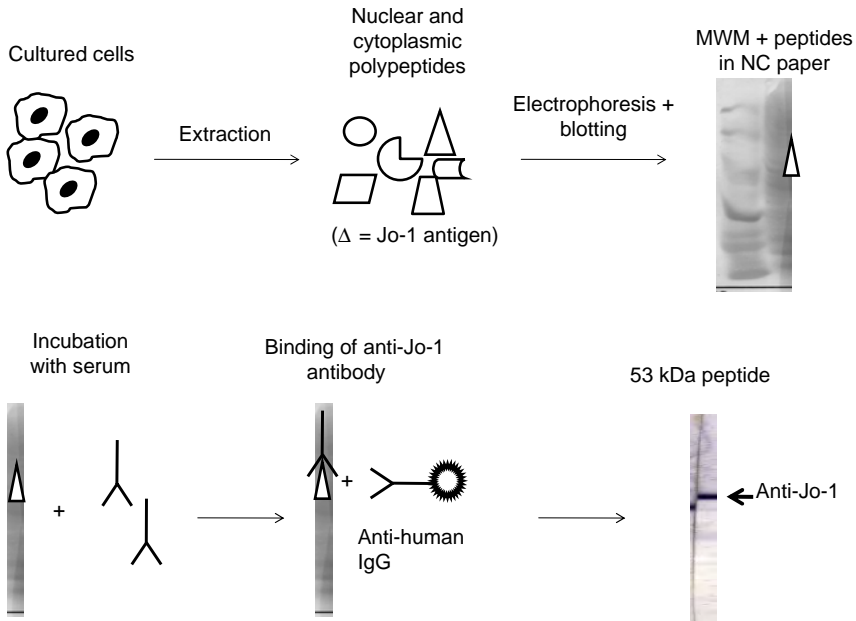 Cultured cells
Extraction
Nuclear and
cytoplasmic
polypeptides
(Δ = Jo-1 antigen)
Electrophoresis +
blotting
MWM + peptides
in NC paper
Incubation
with serum
+
Binding of anti-Jo-1
antibody
+
Anti-human
IgG
53 kDa peptide
Anti-Jo-1